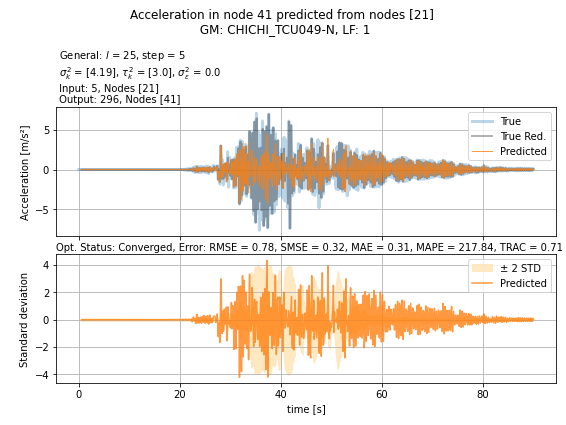 Acceleration in node 41 predicted from nodes [21]
GM: CHICHI_TCU049-N, LF: 1
General: l = 25, step = 5
σ²ₖ = [4.19], τ²ₖ = [3.0], σ²ε = 0.0
Input: 5, Nodes [21]
Output: 296, Nodes [41]
Acceleration [m/s²]
5
0
−5
True
True Red.
Predicted
Opt. Status: Converged, Error: RMSE = 0.78, SMSE = 0.32, MAE = 0.31, MAPE = 217.84, TRAC = 0.71
Standard deviation
4
2
0
−2
−4
± 2 STD
Predicted
0 20 40 60 80
time [s]